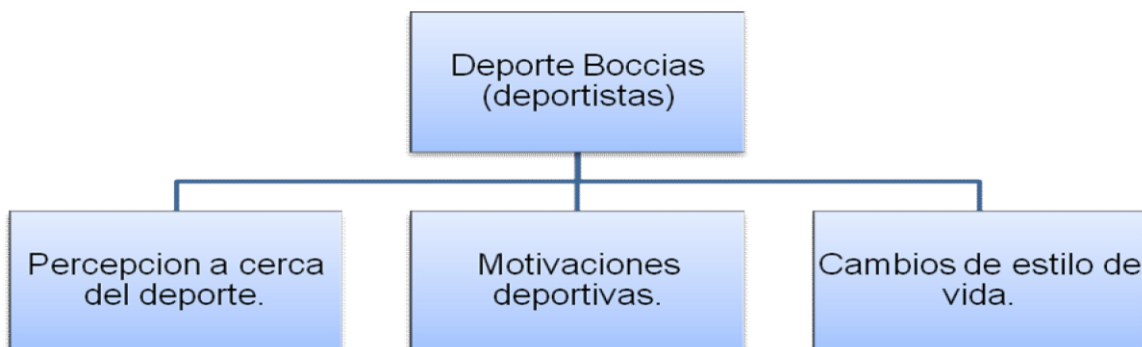 Deporte Boccias
(deportistas)
Percepcion a cerca
del deporte.
Motivaciones
deportivas.
Cambios de estilo de
vida.